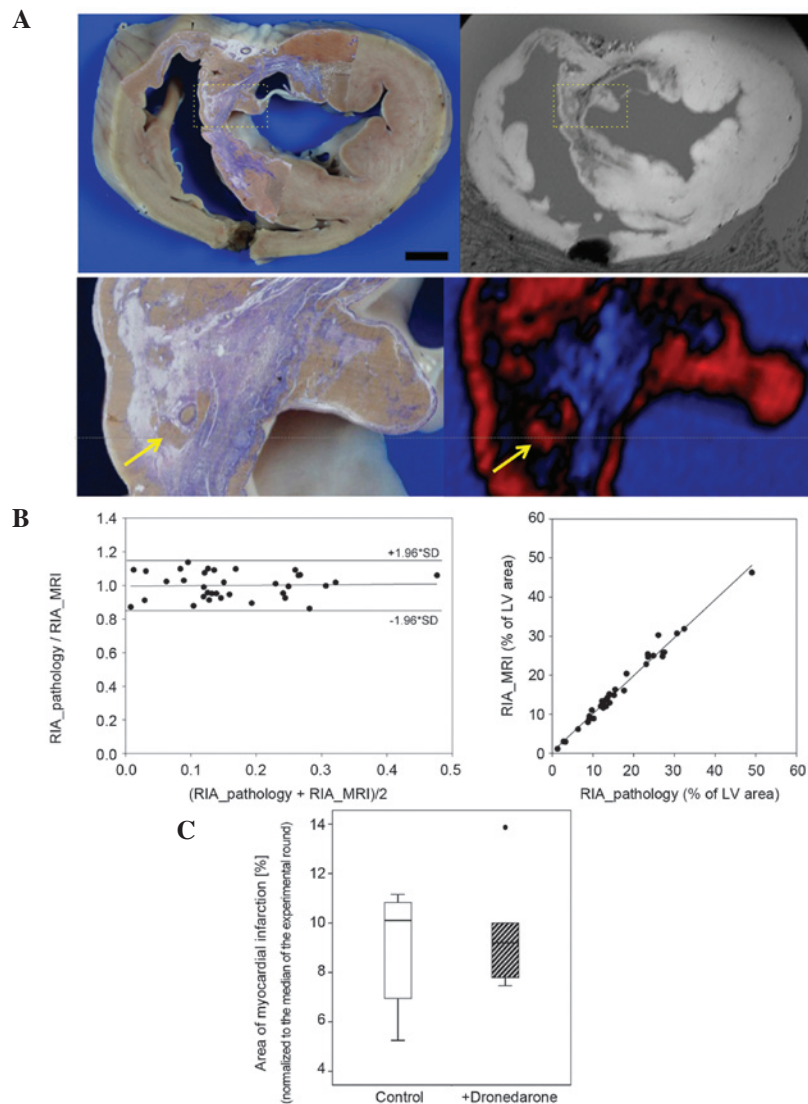 A
B
1.4
1.2
1.0
0.8
0.6
0.4
0.2
0.0
+1.96*SD
-1.96*SD
RIA_pathology / RIA_MRI
0.0 0.1 0.2 0.3 0.4 0.5
(RIA_pathology + RIA_MRI)/2
60
50
40
30
20
10
0
RIA_MRI (% of LV area)
0 10 20 30 40 50 60
RIA_pathology (% of LV area)
C
14
12
10
8
6
4
Area of myocardial infarction [%]
(normalized to the median of the experimental round)
Control +Dronedarone